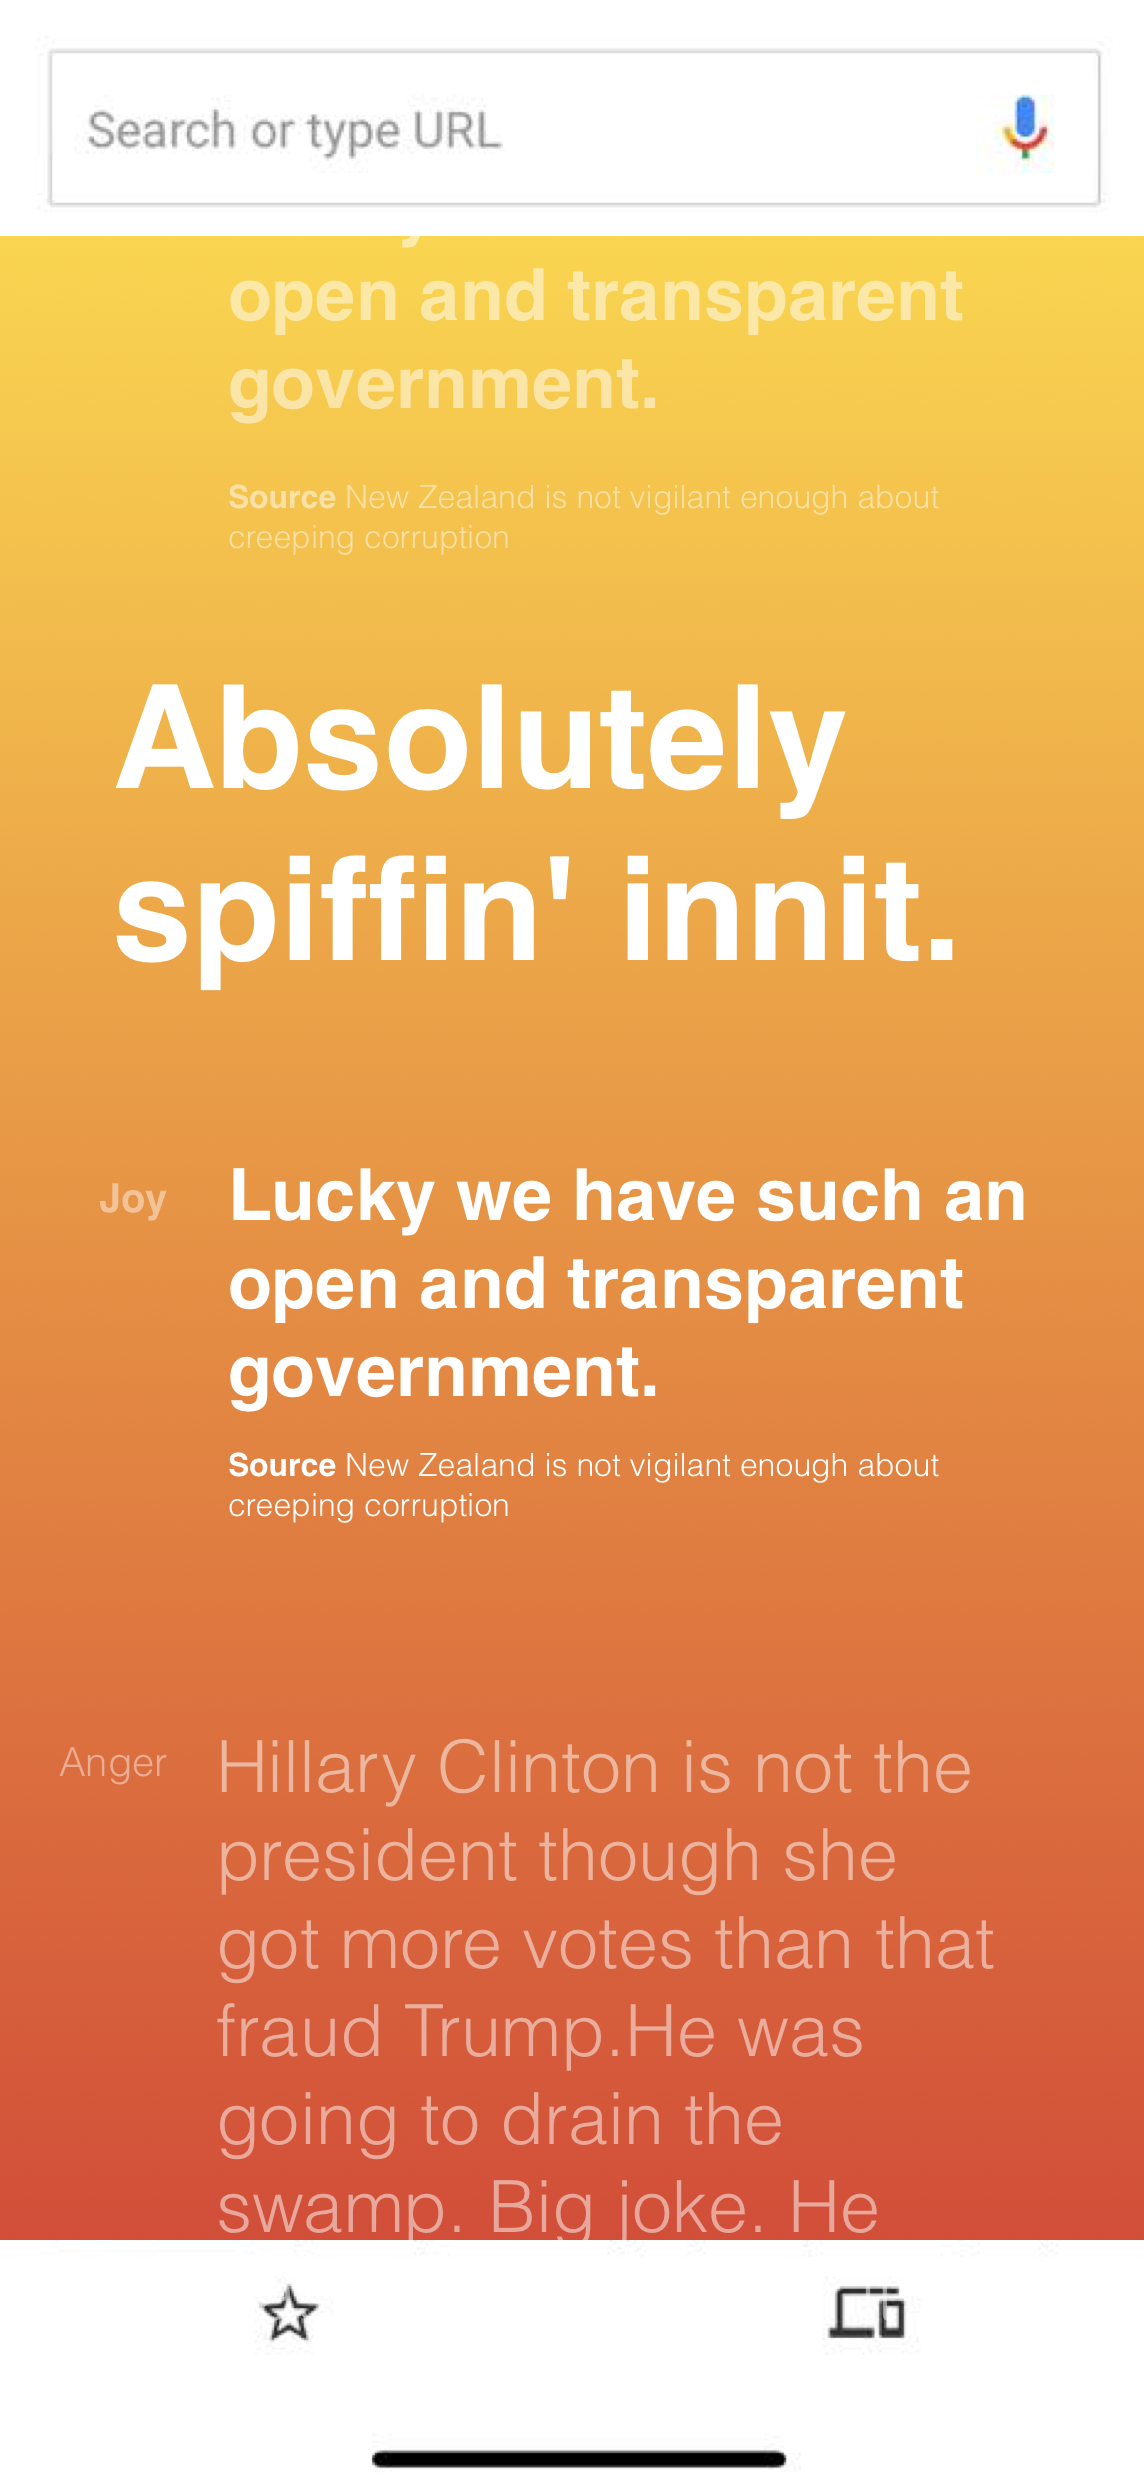 Search or type URL
open and transparent
government.
Source New Zealand is not vigilant enough about
creeping corruption
Absolutely
spiffin' innit.
Joy
Lucky we have such an
open and transparent
government.
Source New Zealand is not vigilant enough about
creeping corruption
Anger
Hillary Clinton is not the
president though she
got more votes than that
fraud Trump.He was
going to drain the
swamp. Big joke. He